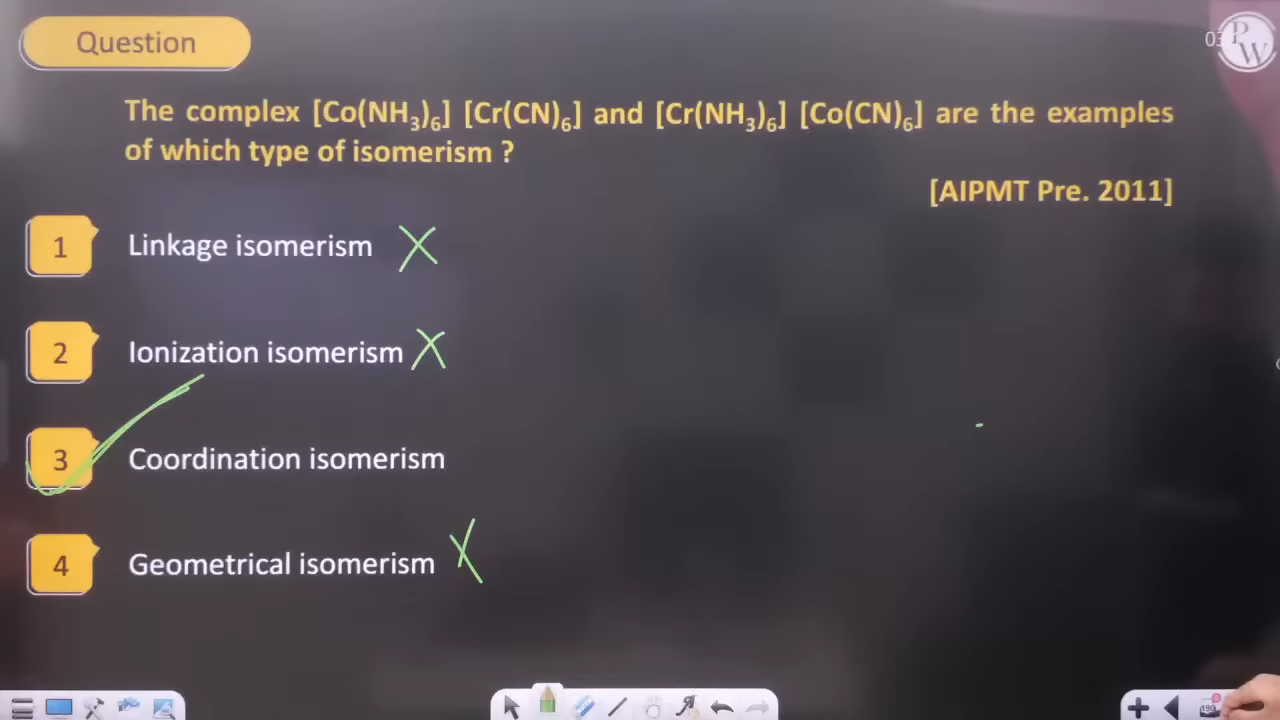 Question
The complex [Co(NH₃)₆] [Cr(CN)₆] and [Cr(NH₃)₆] [Co(CN)₆] are the examples
of which type of isomerism ?
[AIPMT Pre. 2011]
1 Linkage isomerism
2 Ionization isomerism
3 Coordination isomerism
4 Geometrical isomerism
PW